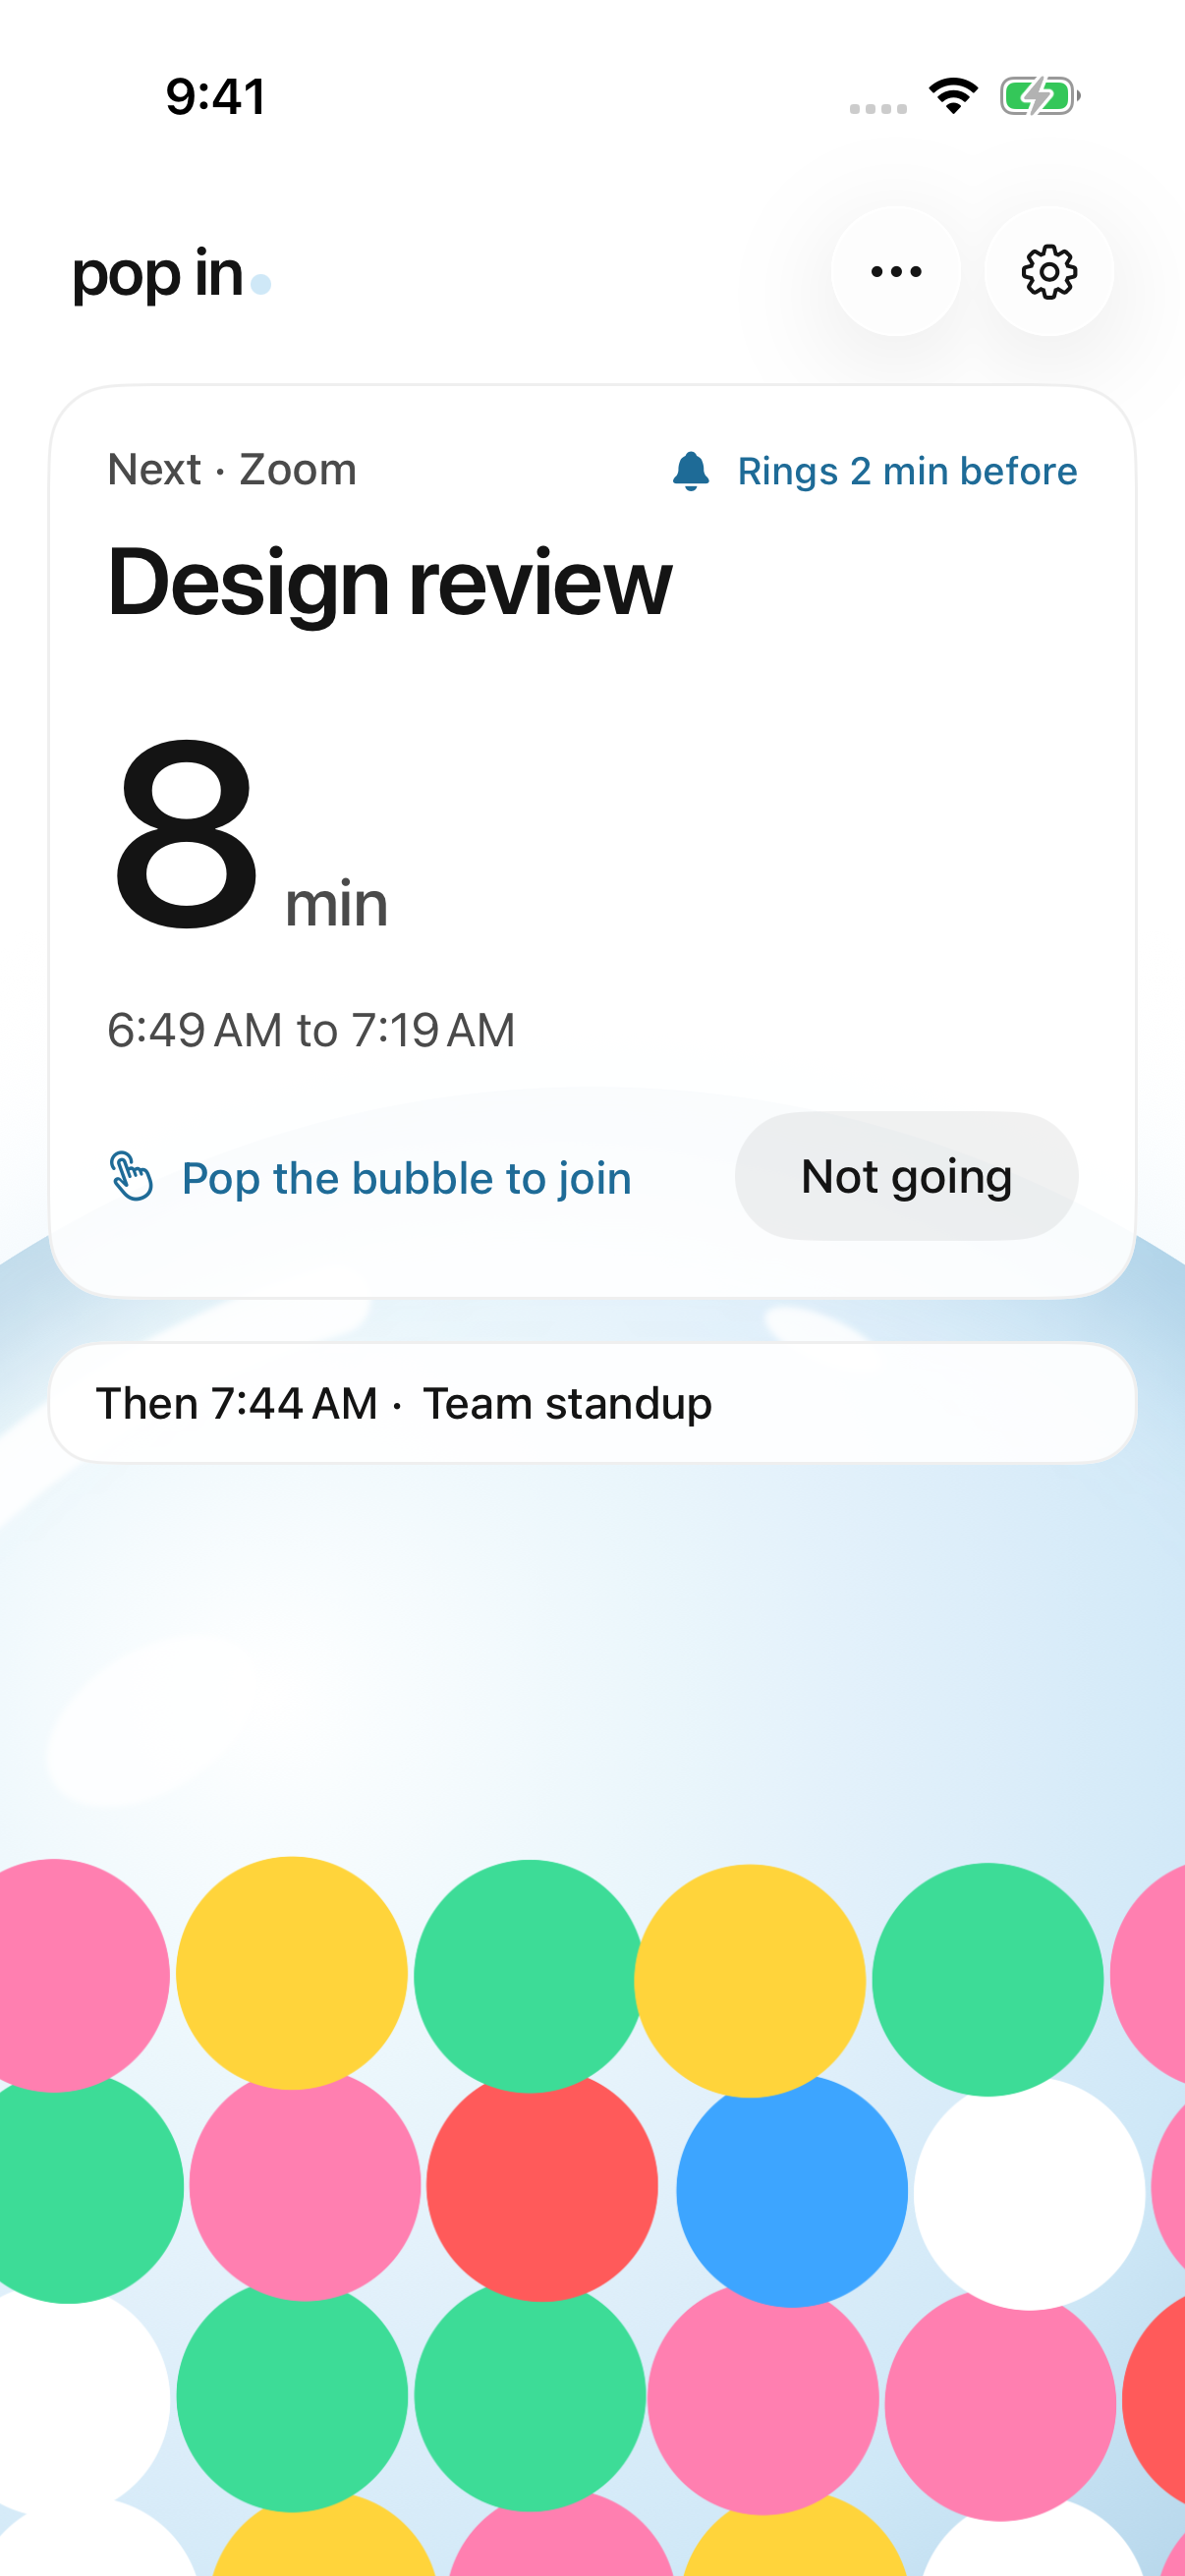 9:41
pop in
Next · Zoom
Rings 2 min before
Design review
8 min
6:49 AM to 7:19 AM
Pop the bubble to join
Not going
Then 7:44 AM · Team standup